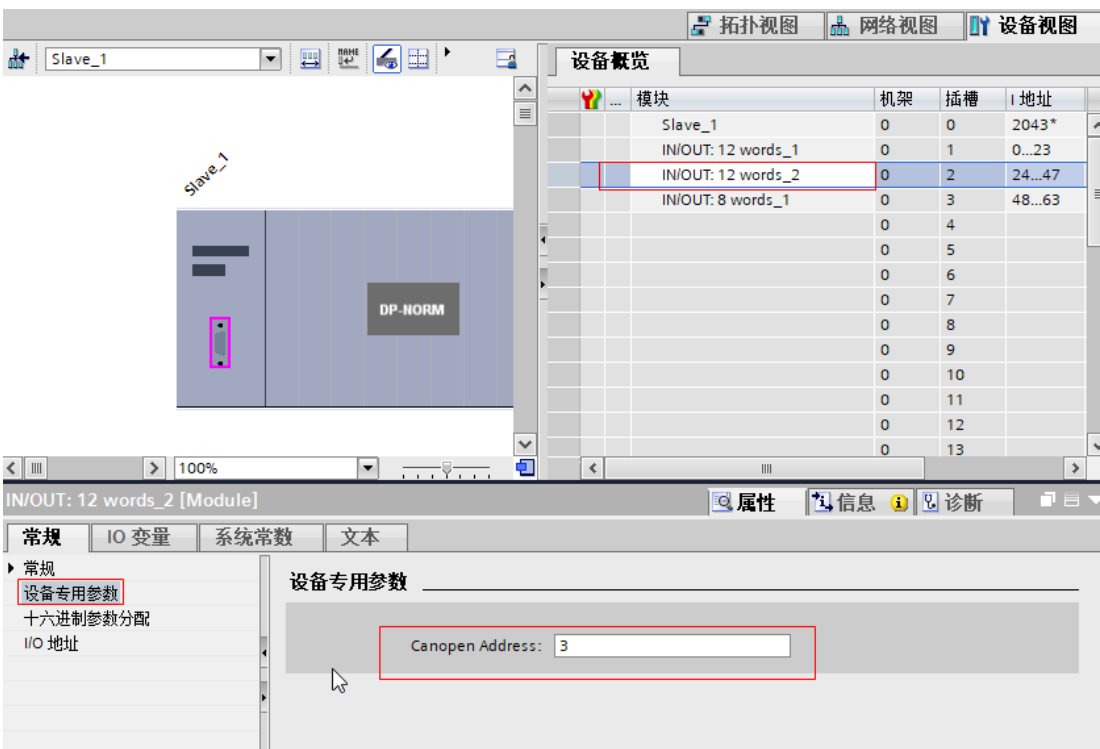 拓扑视图 网络视图 设备视图
Slave_1
设备概览
... 模块 机架 插槽 I 地址
Slave_1 0 0 2043*
IN/OUT: 12 words_1 0 1 0...23
IN/OUT: 12 words_2 0 2 24...47
IN/OUT: 8 words_1 0 3 48...63
0 4
0 5
0 6
0 7
0 8
0 9
0 10
0 11
0 12
0 13
Slave_1
DP-NORM
100%
IN/OUT: 12 words_2 [Module]
属性 信息 诊断
常规 IO 变量 系统常数 文本
常规
设备专用参数
十六进制参数分配
I/O 地址
设备专用参数
Canopen Address: 3